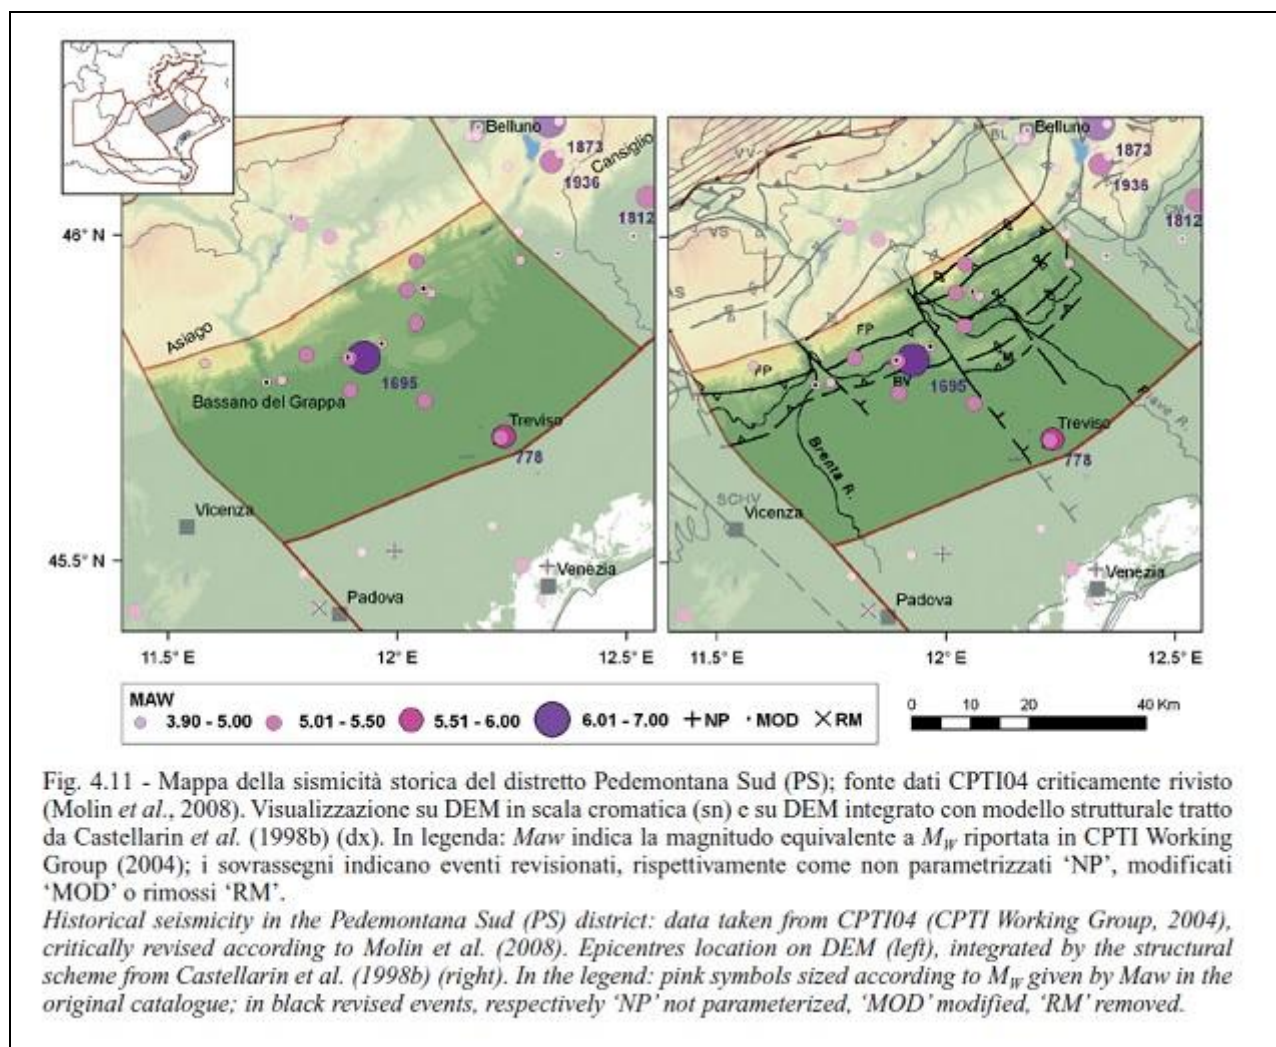 Belluno
1873
Cansiglio
1936
1812
46° N
Asiago
1695
Bassano del Grappa
Treviso
778
Vicenza
45.5° N
Venezia
Padova
11.5° E
12° E
12.5° E
VV
BL
Belluno
1873
1936
1812
VS
FP
FP
BV
M
1695
Piave R.
Treviso
778
Brenta R.
SCHV
Vicenza
Venezia
Padova
11.5° E
12° E
12.5° E
MAW
3.90 - 5.00
5.01 - 5.50
5.51 - 6.00
6.01 - 7.00
NP
MOD
RM
0 10 20 40 Km
Fig. 4.11 - Mappa della sismicità storica del distretto Pedemontana Sud (PS); fonte dati CPTI04 criticamente rivisto
(Molin et al., 2008). Visualizzazione su DEM in scala cromatica (sn) e su DEM integrato con modello strutturale tratto
da Castellarin et al. (1998b) (dx). In legenda: Maw indica la magnitudo equivalente a MW riportata in CPTI Working
Group (2004); i sovrassegni indicano eventi revisionati, rispettivamente come non parametrizzati ‘NP’, modificati
‘MOD’ o rimossi ‘RM’.
Historical seismicity in the Pedemontana Sud (PS) district: data taken from CPTI04 (CPTI Working Group, 2004),
critically revised according to Molin et al. (2008). Epicentres location on DEM (left), integrated by the structural
scheme from Castellarin et al. (1998b) (right). In the legend: pink symbols sized according to MW given by Maw in the
original catalogue; in black revised events, respectively ‘NP’ not parameterized, ‘MOD’ modified, ‘RM’ removed.